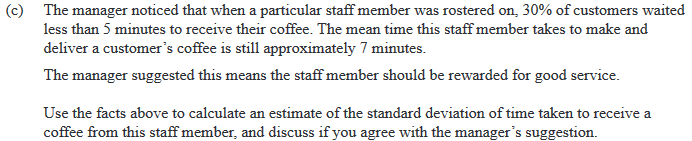 (c) The manager noticed that when a particular staff member was rostered on, 30% of customers waited
less than 5 minutes to receive their coffee. The mean time this staff member takes to make and
deliver a customer's coffee is still approximately 7 minutes.
The manager suggested this means the staff member should be rewarded for good service.
Use the facts above to calculate an estimate of the standard deviation of time taken to receive a
coffee from this staff member, and discuss if you agree with the manager's suggestion.